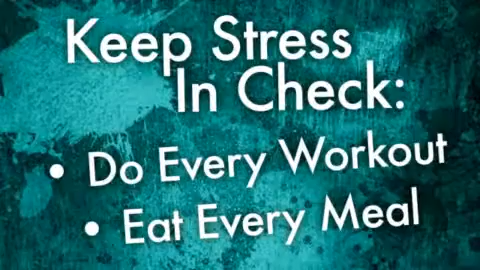 Keep Stress
In Check:
• Do Every Workout
• Eat Every Meal